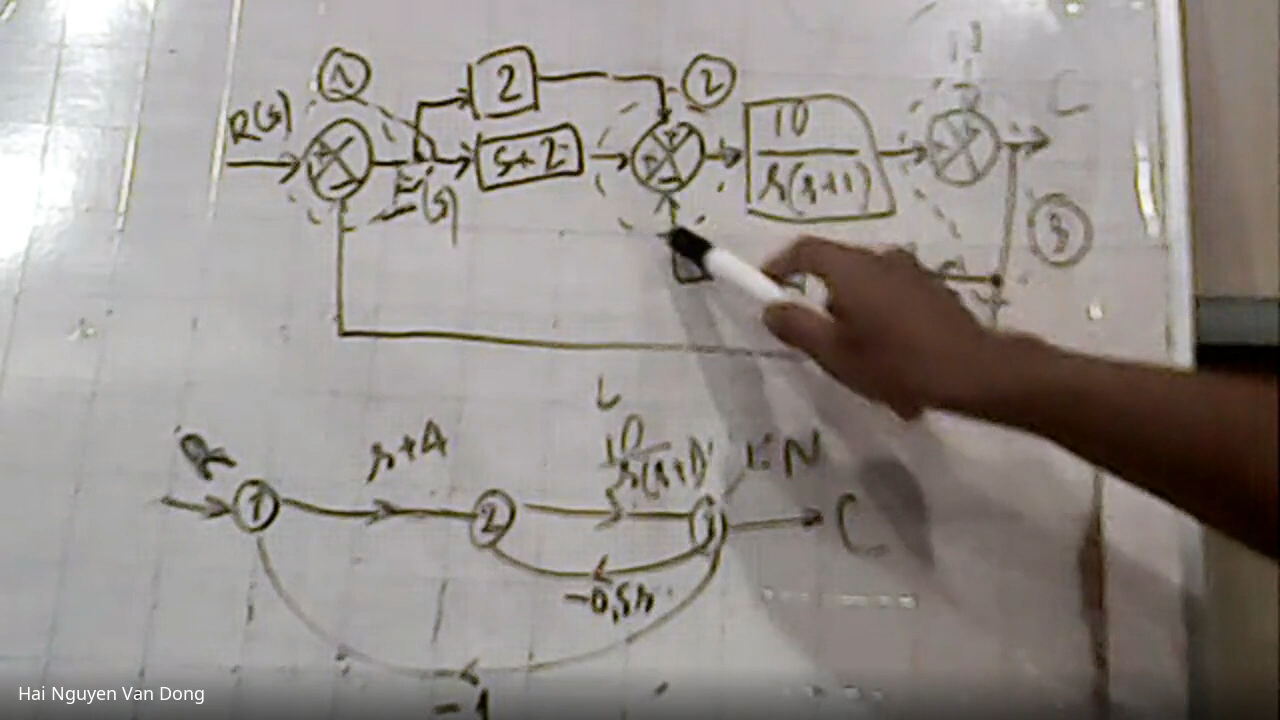 1
2
2
N
R(s)
10
C
s+2
s(s+1)
E(s)
3
R
s+4
10
s(s+1)
N
1
2
3
C
-0,5s
-1
Hai Nguyen Van Dong